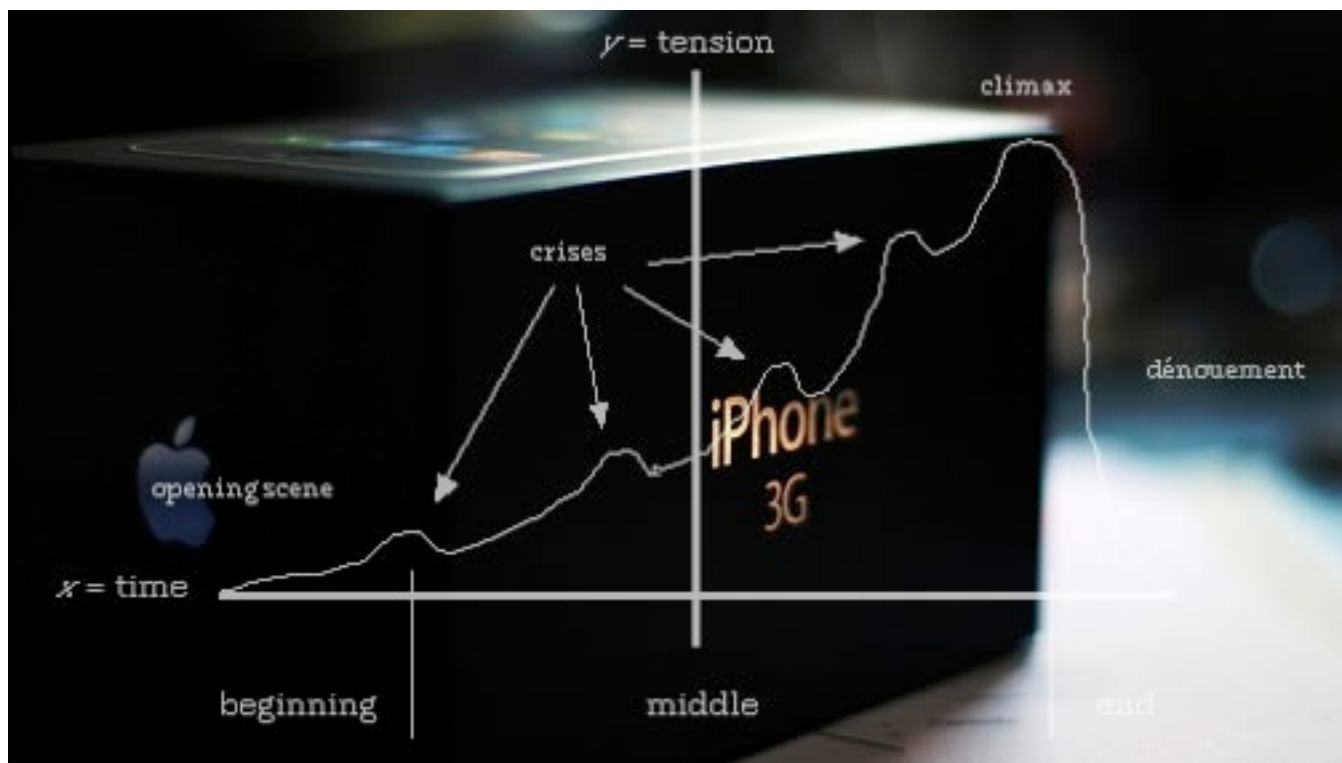 y = tension
climax
crises
dénouement
iPhone
3G
opening scene
x = time
beginning
middle
end